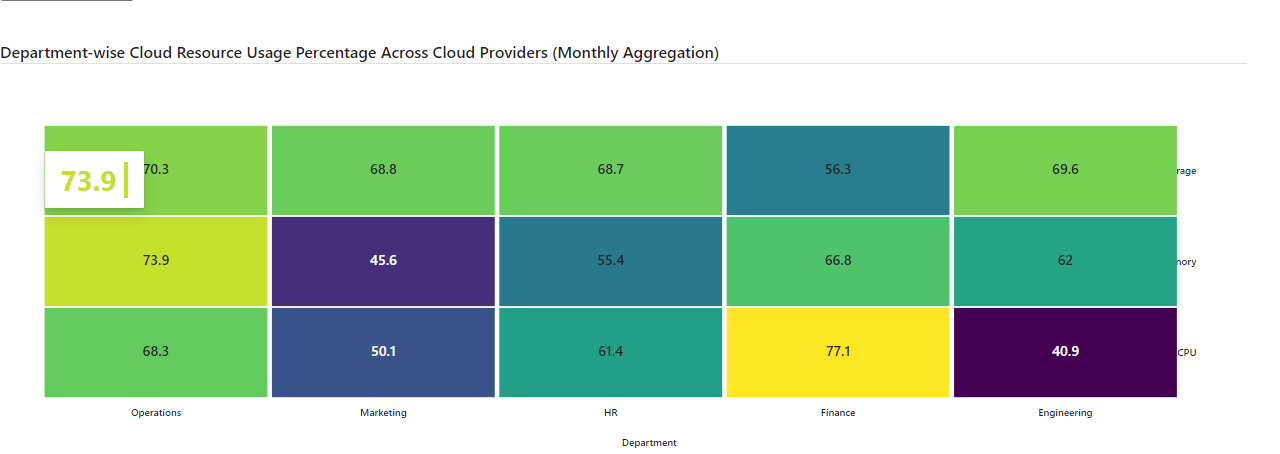 Department-wise Cloud Resource Usage Percentage Across Cloud Providers (Monthly Aggregation)
70.3 68.8 68.7 56.3 69.6
73.9
73.9 45.6 55.4 66.8 62
68.3 50.1 61.4 77.1 40.9 CPU
Operations Marketing HR Finance Engineering
Department